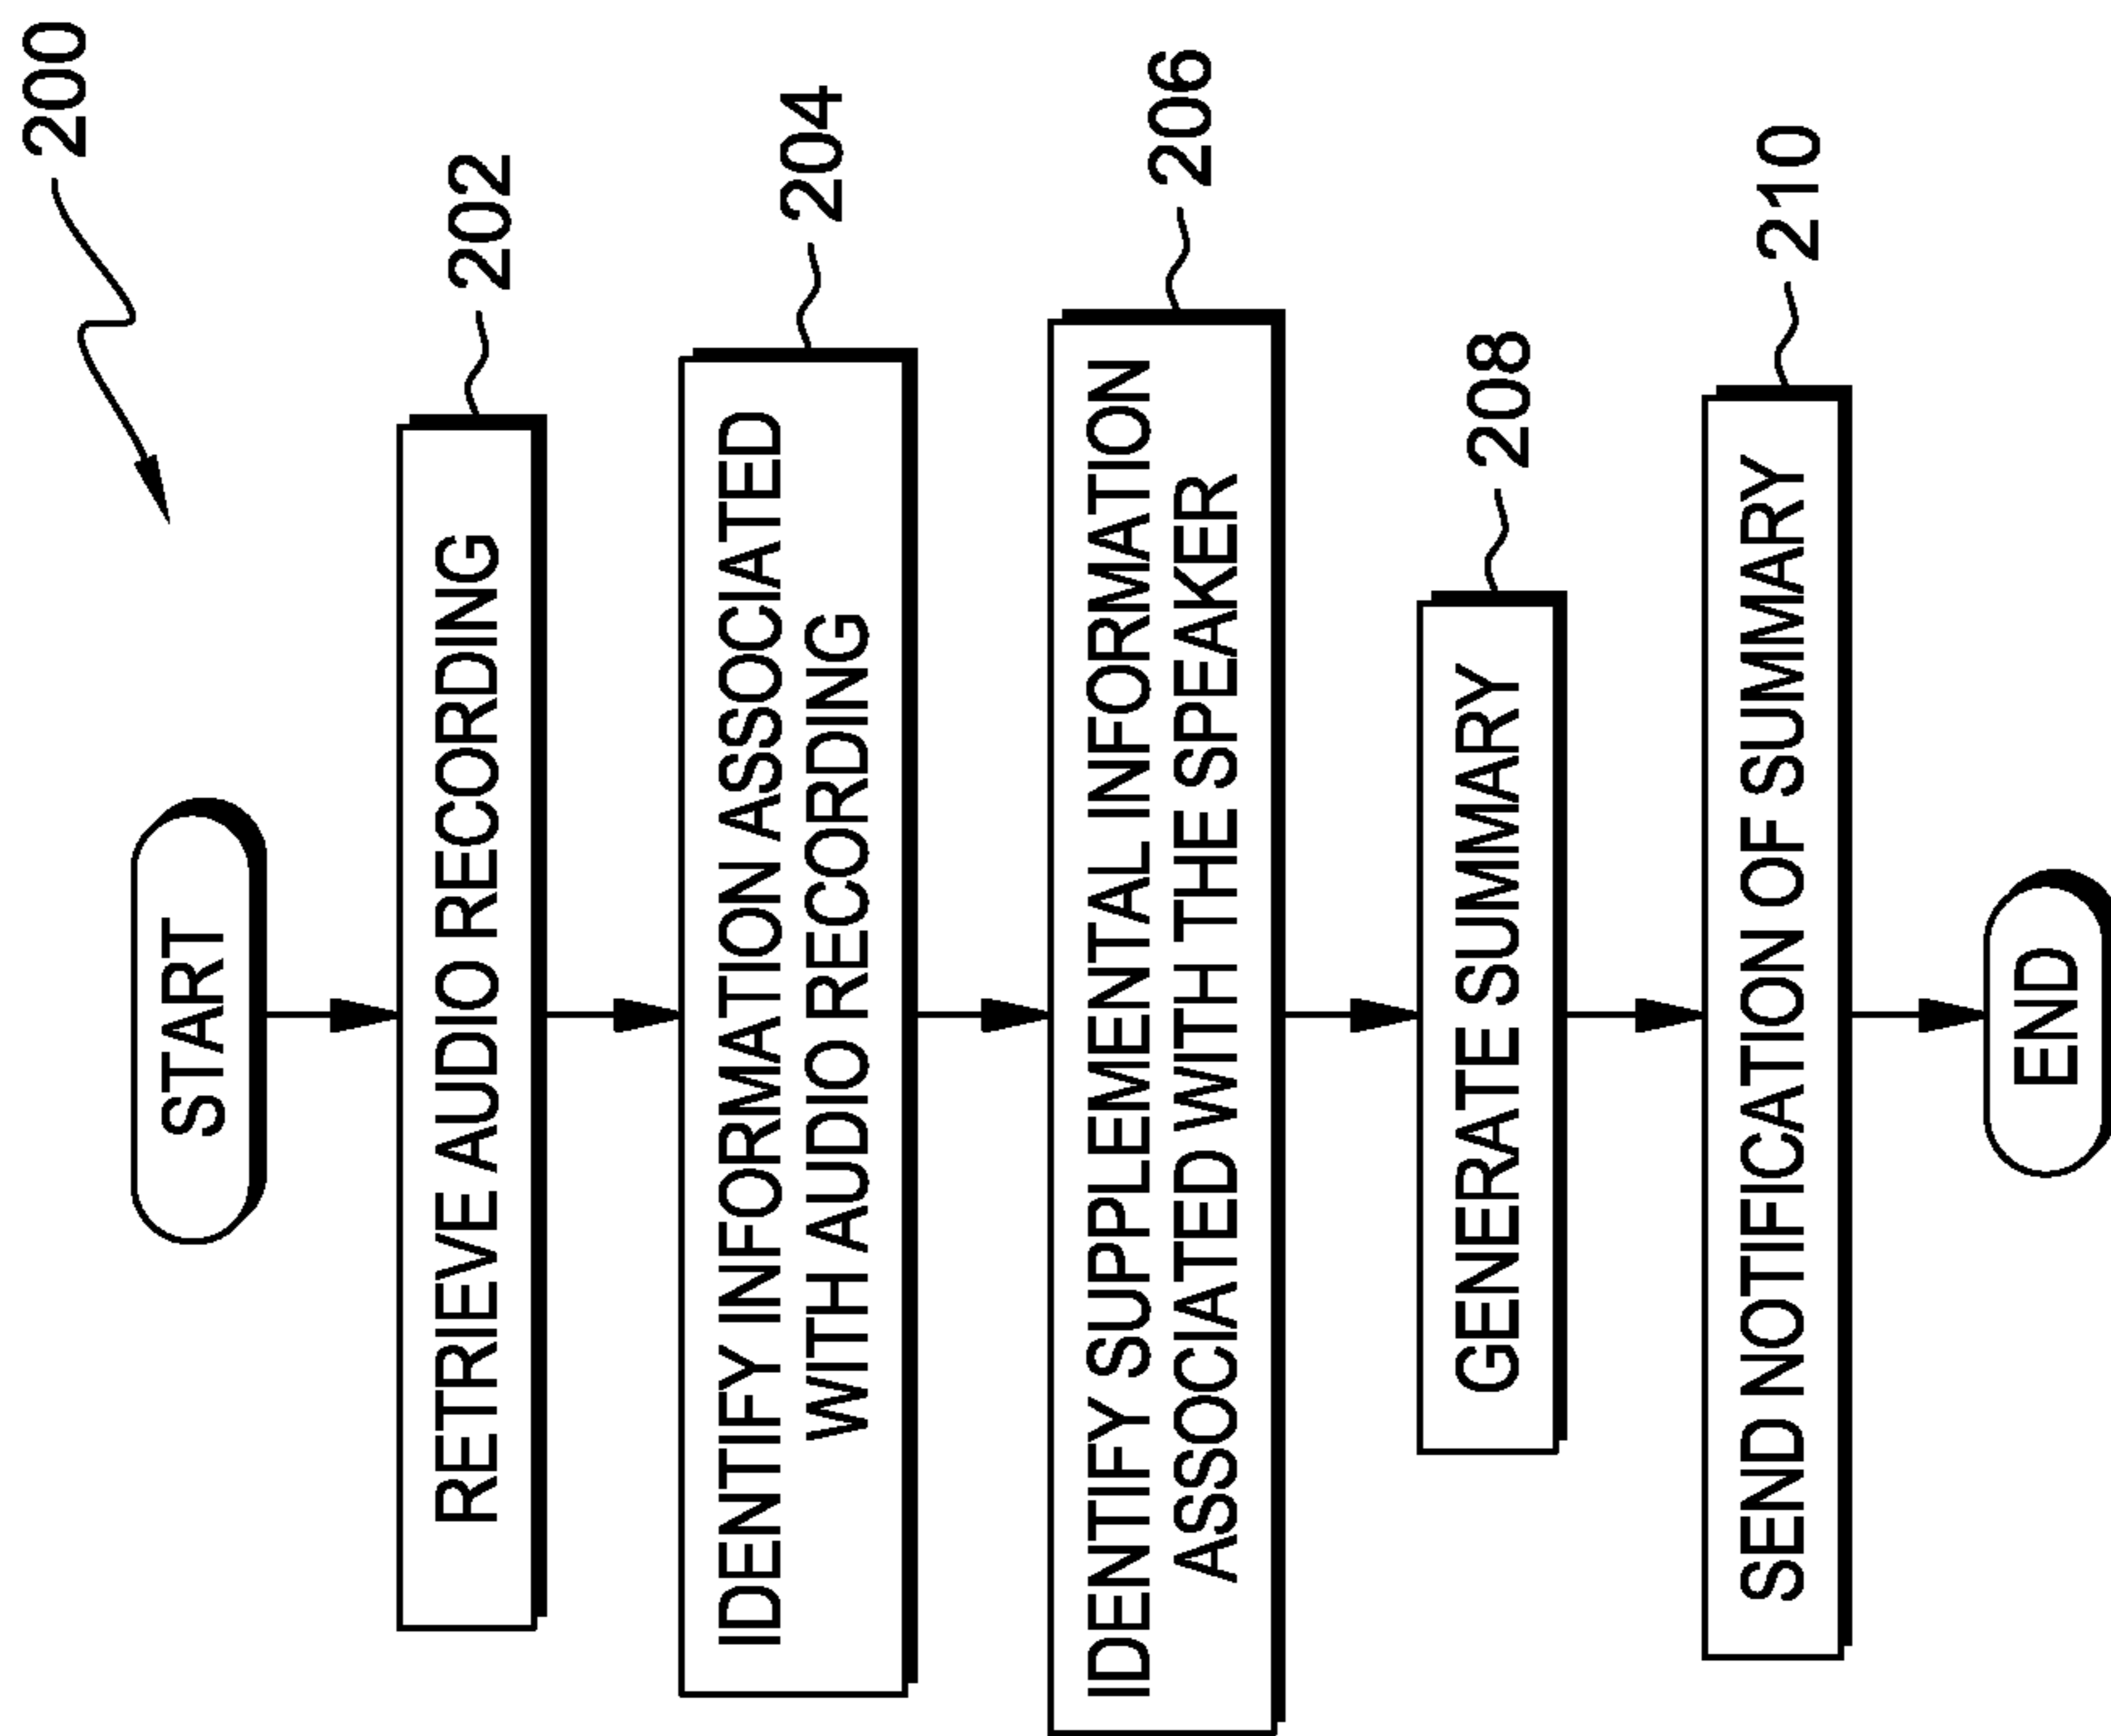 200
START
RETRIEVE AUDIO RECORDING
202
IDENTIFY INFORMATION ASSOCIATED
WITH AUDIO RECORDING
204
IDENTIFY SUPPLEMENTAL INFORMATION
ASSOCIATED WITH THE SPEAKER
206
GENERATE SUMMARY
208
SEND NOTIFICATION OF SUMMARY
210
END